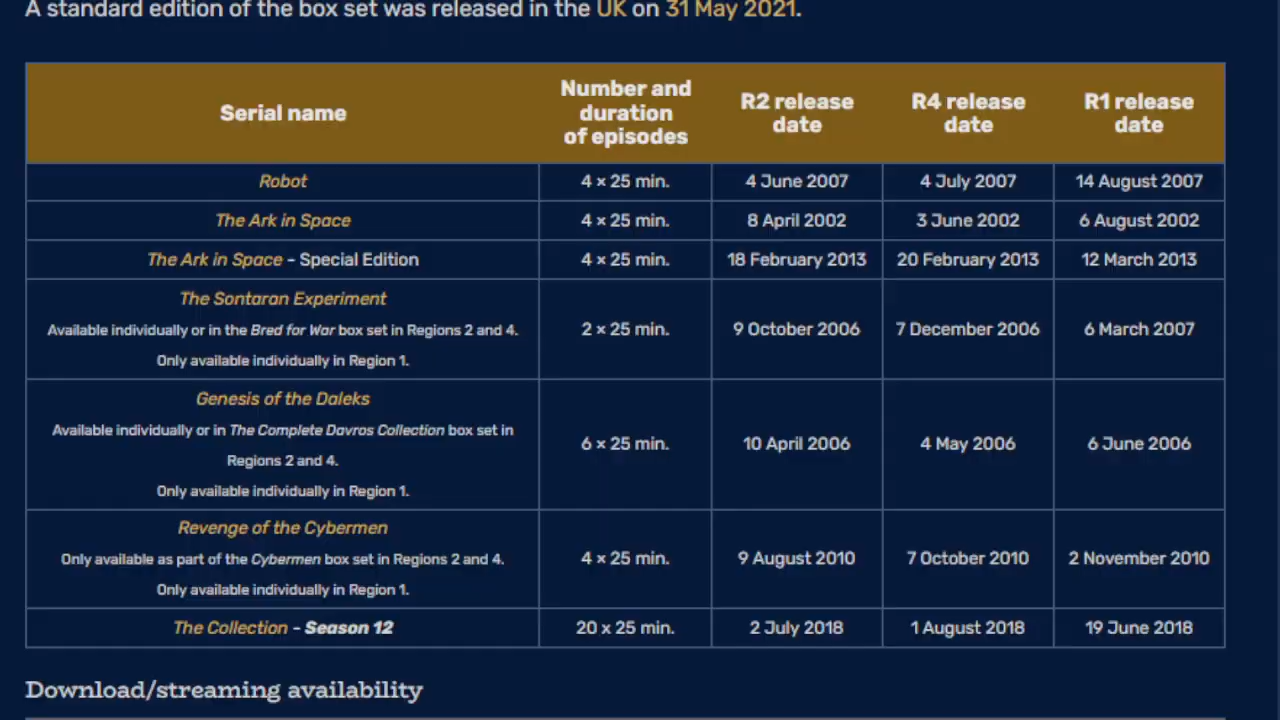 A standard edition of the box set was released in the UK on 31 May 2021.
Serial name
Number and
duration
of episodes
R2 release
date
R4 release
date
R1 release
date
Robot
4 × 25 min.
4 June 2007
4 July 2007
14 August 2007
The Ark in Space
4 × 25 min.
8 April 2002
3 June 2002
6 August 2002
The Ark in Space - Special Edition
4 × 25 min.
18 February 2013
20 February 2013
12 March 2013
The Sontaran Experiment
Available individually or in the Bred for War box set in Regions 2 and 4.
Only available individually in Region 1.
2 × 25 min.
9 October 2006
7 December 2006
6 March 2007
Genesis of the Daleks
Available individually or in The Complete Davros Collection box set in
Regions 2 and 4.
Only available individually in Region 1.
6 × 25 min.
10 April 2006
4 May 2006
6 June 2006
Revenge of the Cybermen
Only available as part of the Cybermen box set in Regions 2 and 4.
Only available individually in Region 1.
4 × 25 min.
9 August 2010
7 October 2010
2 November 2010
The Collection - Season 12
20 x 25 min.
2 July 2018
1 August 2018
19 June 2018
Download/streaming availability